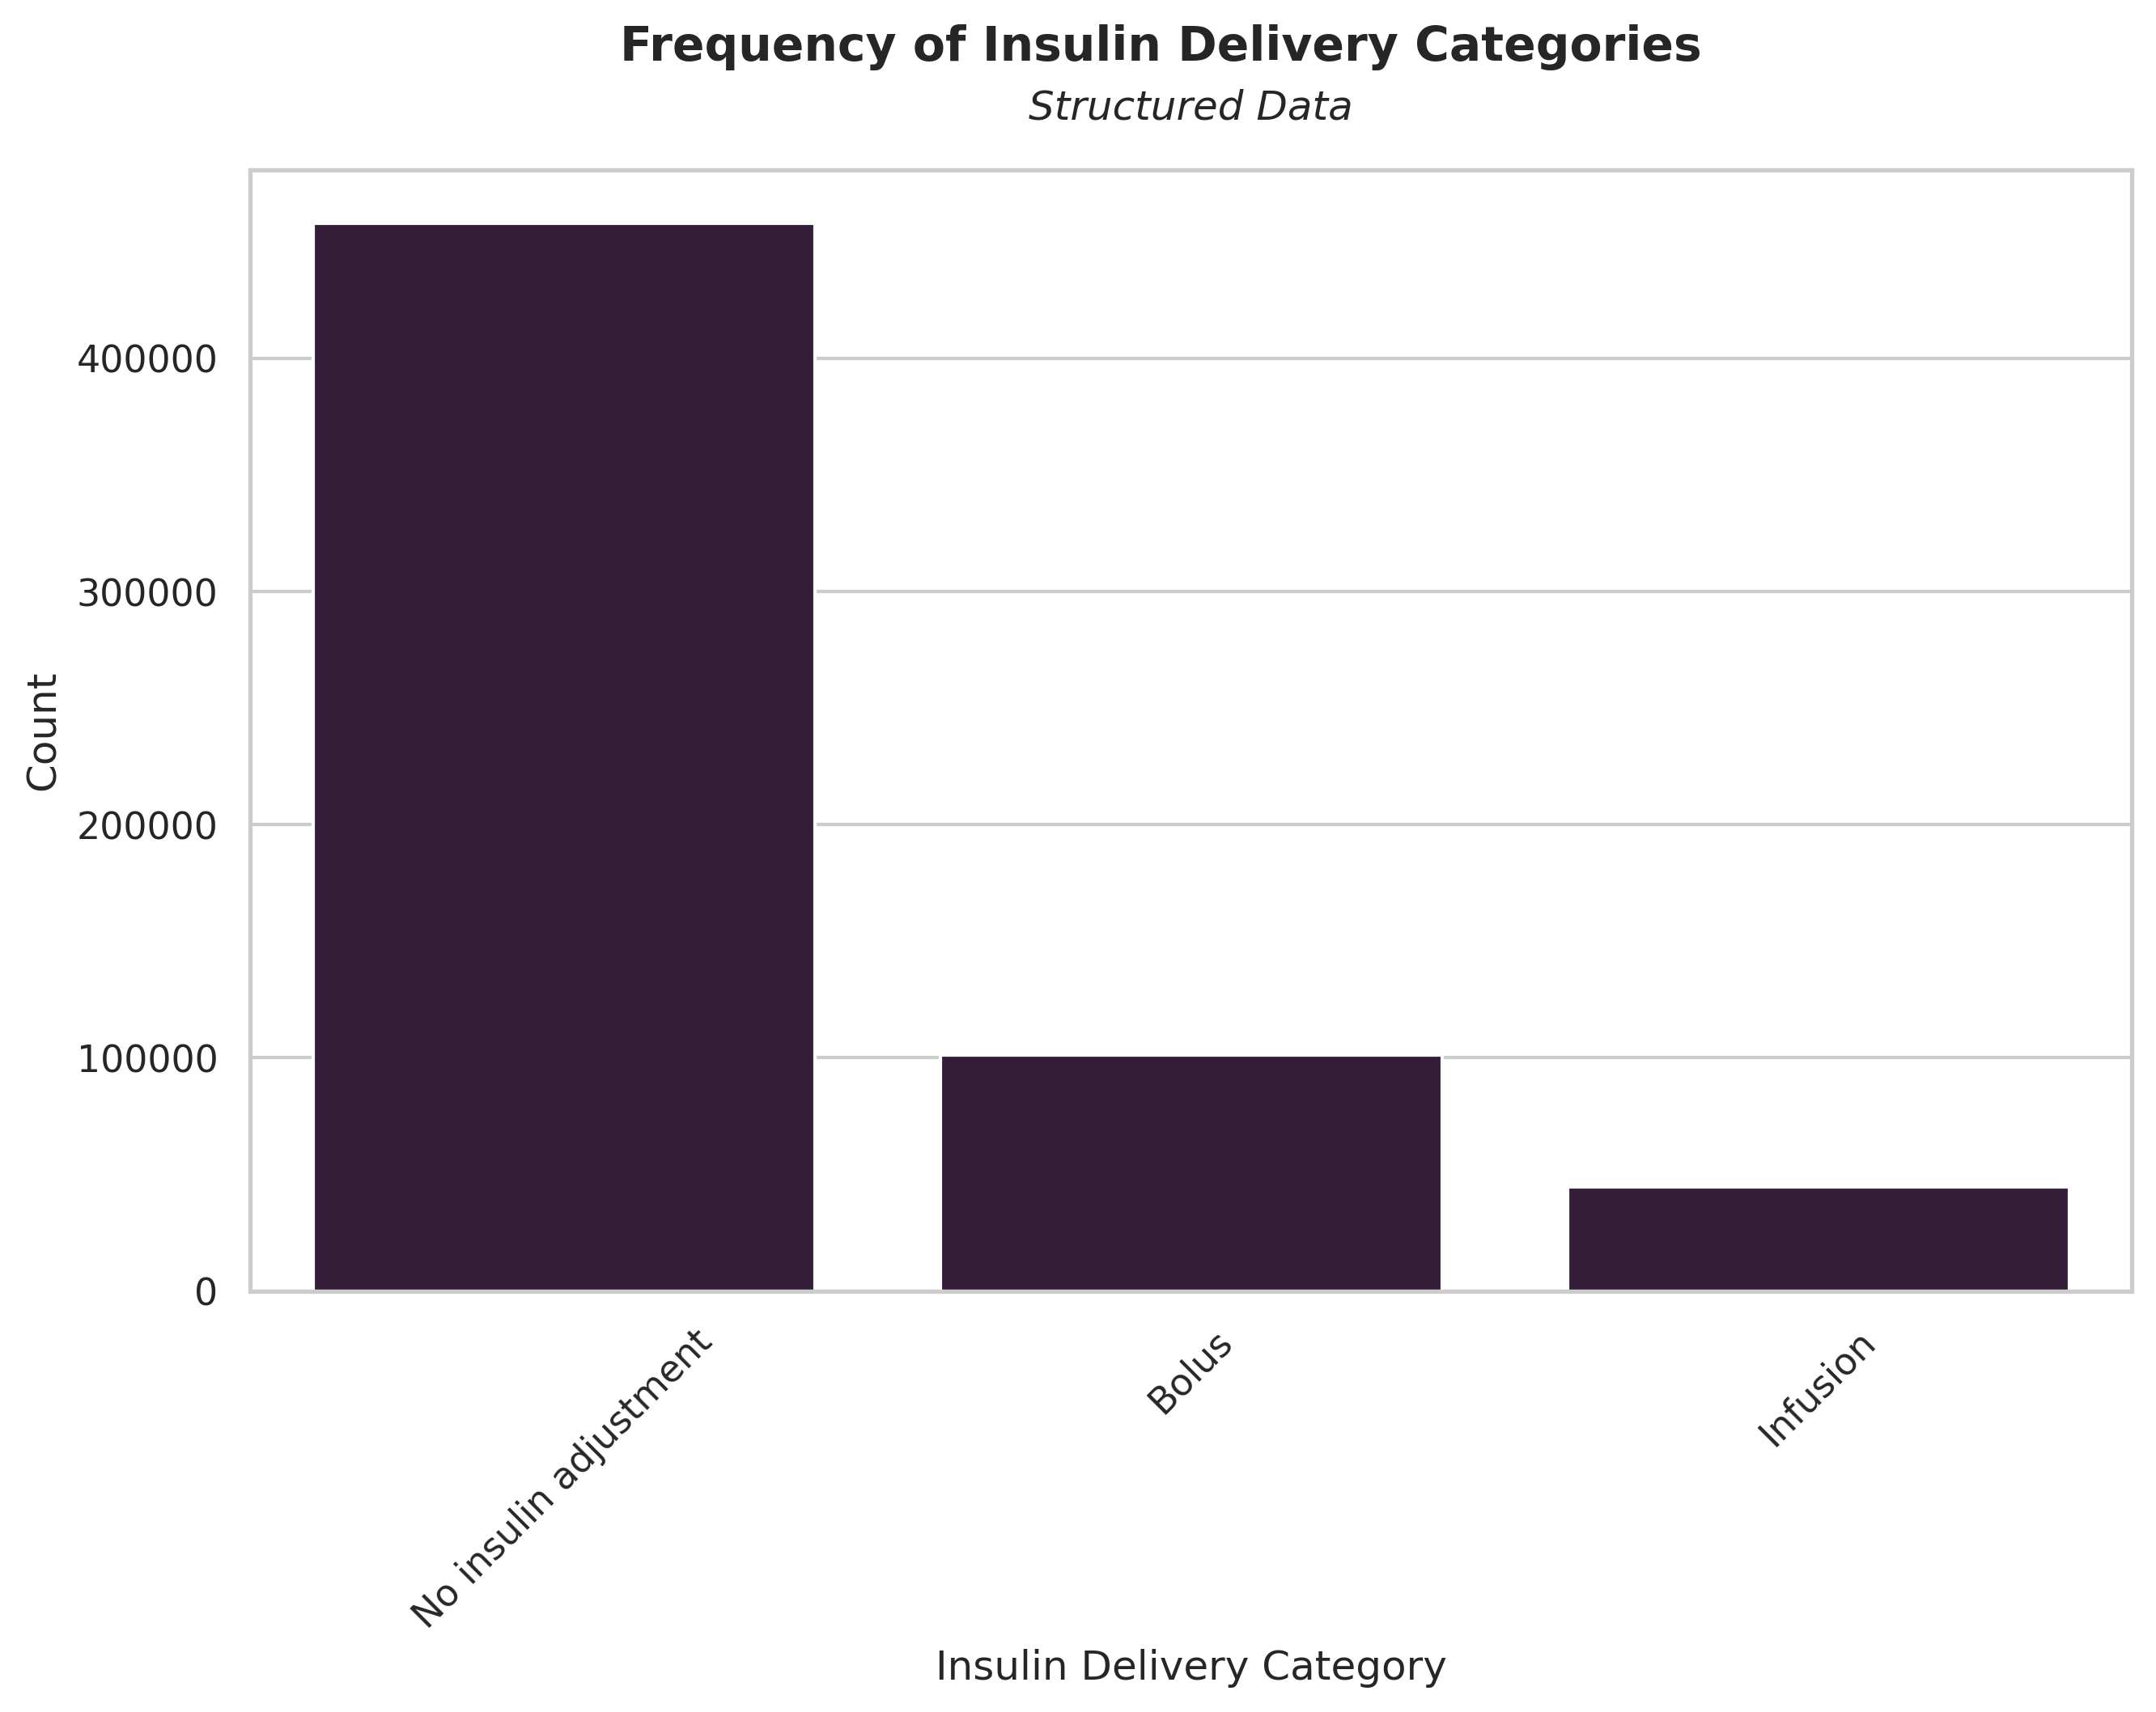 Frequency of Insulin Delivery Categories
Structured Data
400000
300000
200000
100000
0
Count
No insulin adjustment
Bolus
Infusion
Insulin Delivery Category